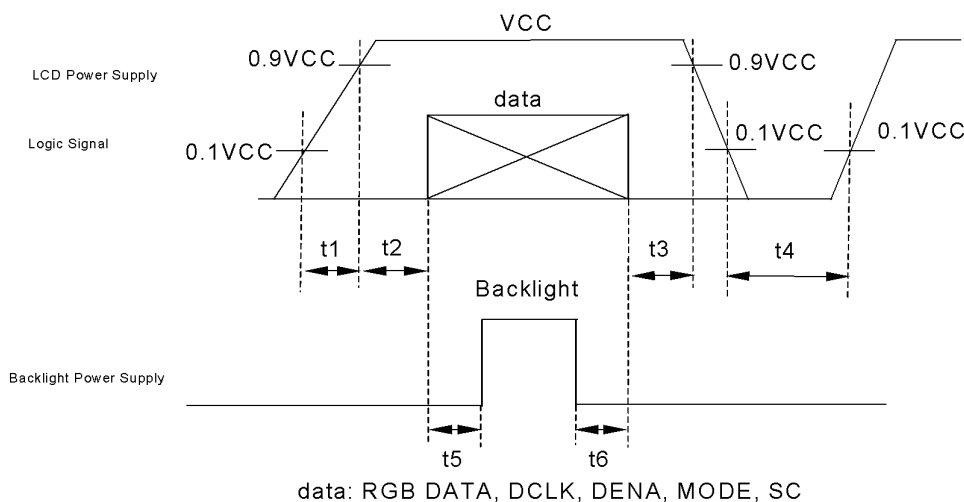 VCC
0.9VCC
0.9VCC
LCD Power Supply
data
Logic Signal
0.1VCC
0.1VCC
0.1VCC
t1
t2
t3
t4
Backlight
Backlight Power Supply
t5
t6
data: RGB DATA, DCLK, DENA, MODE, SC